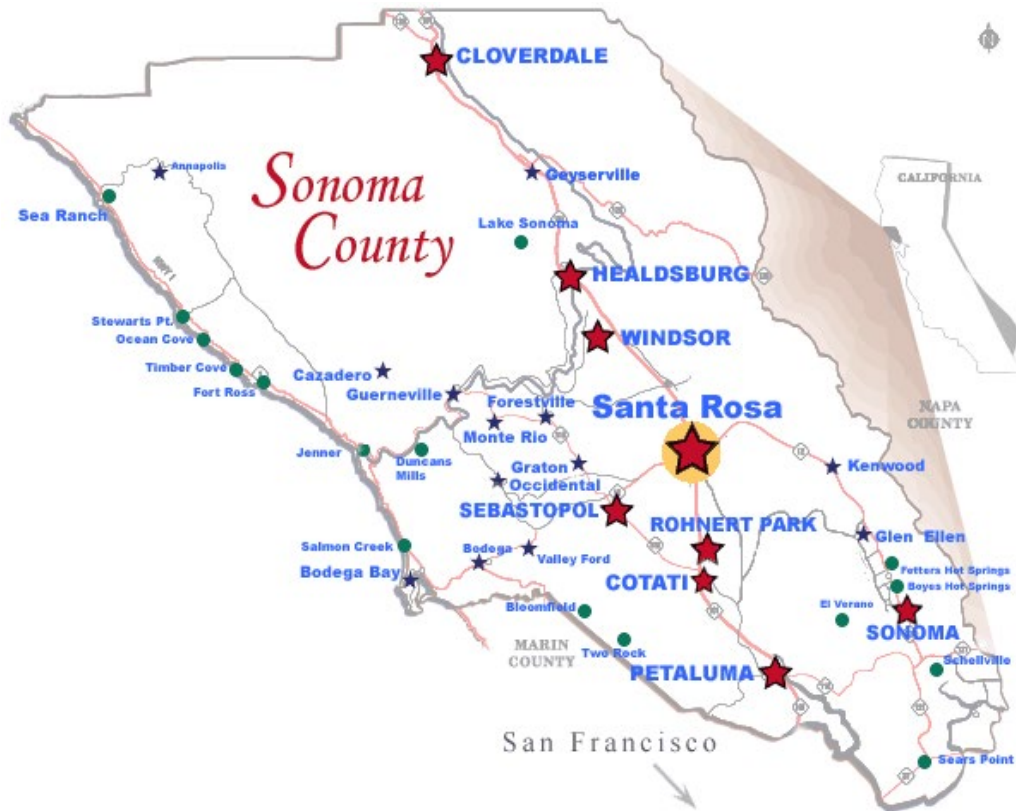 N
CLOVERDALE
Annapolis
Geyserville
Sonoma
County
CALIFORNIA
Sea Ranch
Lake Sonoma
HEALDSBURG
HWY 1
Stewarts Pt.
Ocean Cove
WINDSOR
Timber Cove
Cazadero
Fort Ross
Guerneville
Forestville
Santa Rosa
NAPA
COUNTY
Monte Rio
Jenner
Duncans
Mills
Graton
Kenwood
Occidental
SEBASTOPOL
ROHNERT PARK
Glen Ellen
Salmon Creek
Bodega
Valley Ford
Fetters Hot Springs
Bodega Bay
COTATI
Boyes Hot Springs
Bloomfield
El Verano
SONOMA
MARIN
COUNTY
Two Rock
PETALUMA
Schellville
San Francisco
Sears Point